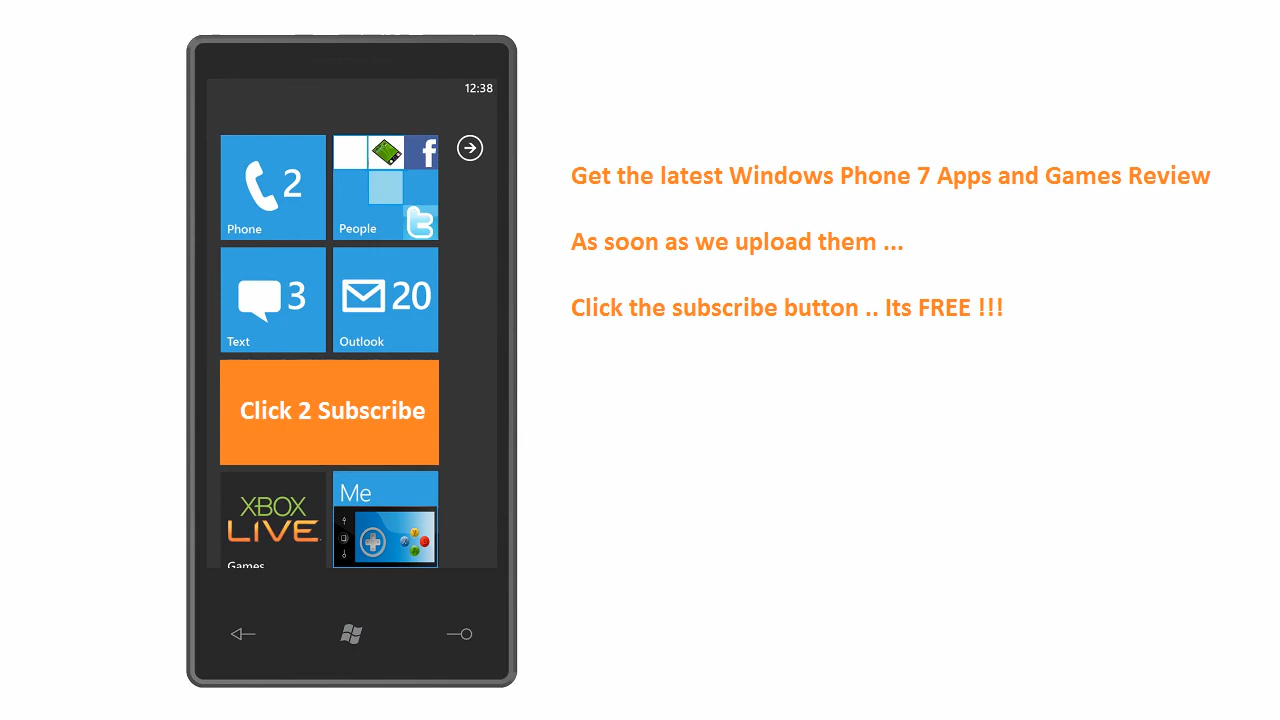 12:38
2
Phone
f
People
t
3
Text
20
Outlook
Click 2 Subscribe
XBOX
LIVE
Games
Me
Get the latest Windows Phone 7 Apps and Games Review
As soon as we upload them ...
Click the subscribe button .. Its FREE !!!